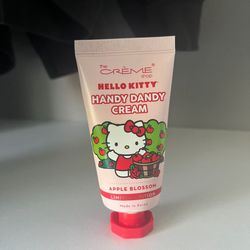 The
CRÈME
shop
HELLO KITTY
HANDY DANDY
CREAM
APPLE BLOSSOM
Made in Korea